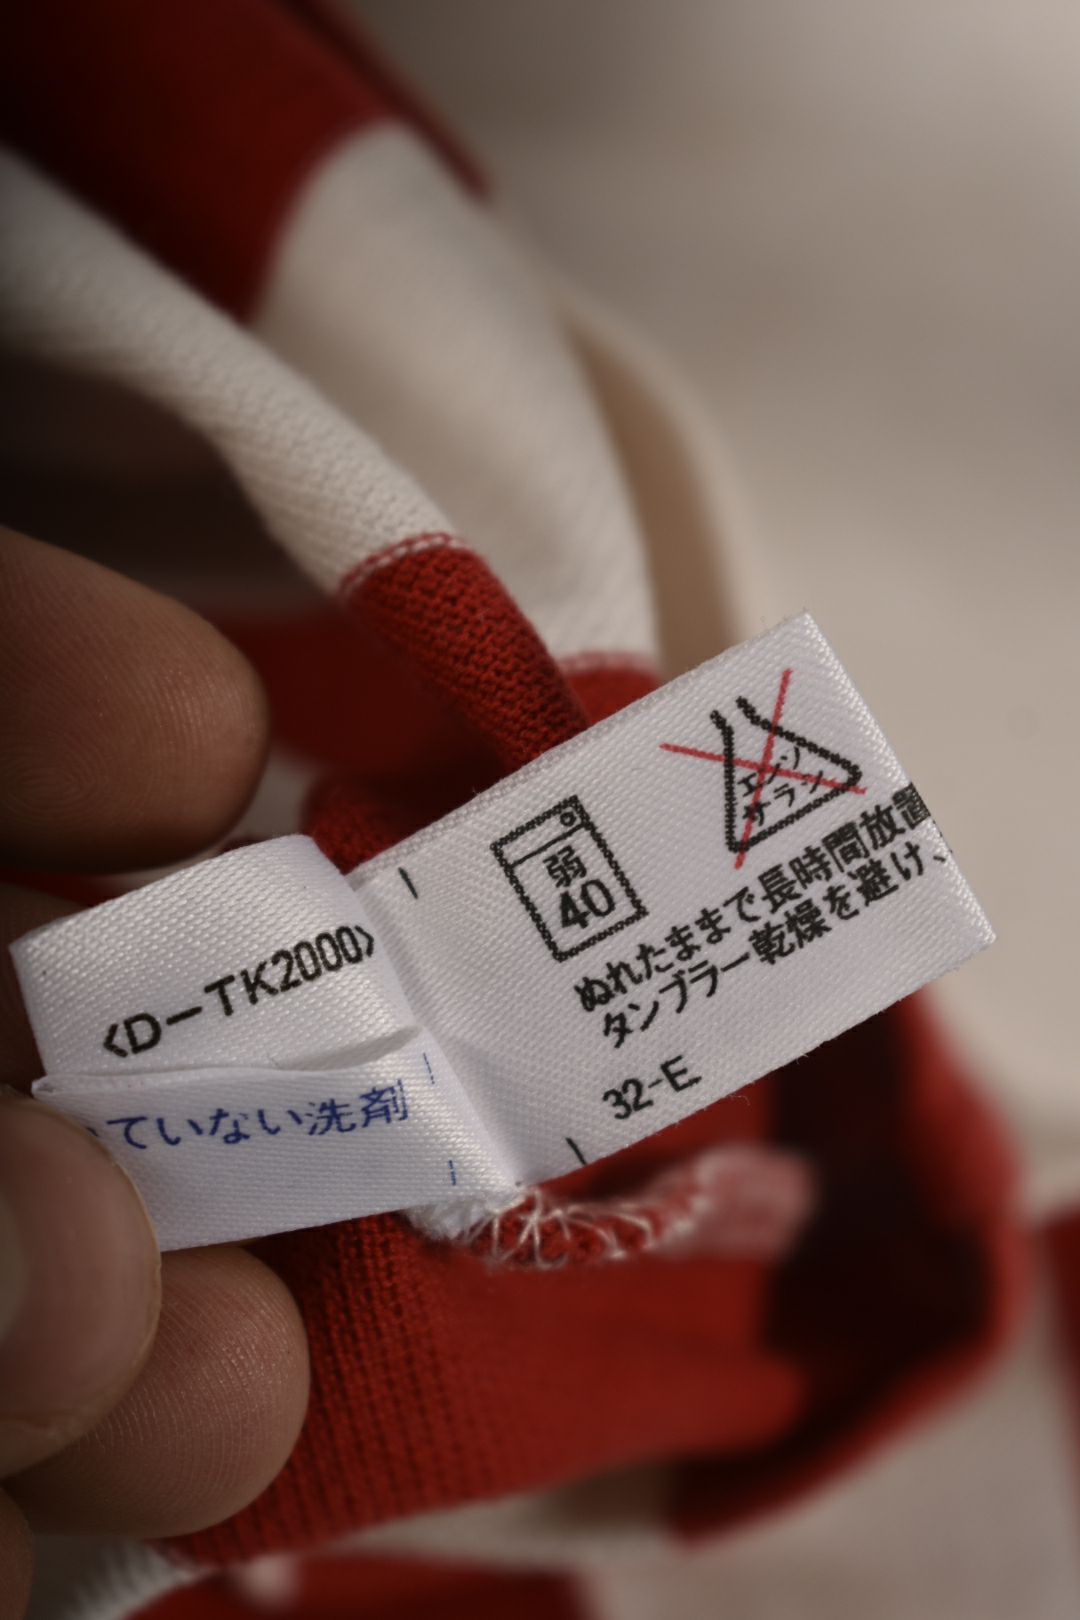 エンソ
サラシ
弱
40
ぬれたままで長時間放置
タンブラー乾燥を避け、
32-E
〈D-TK2000〉
ていない洗剤